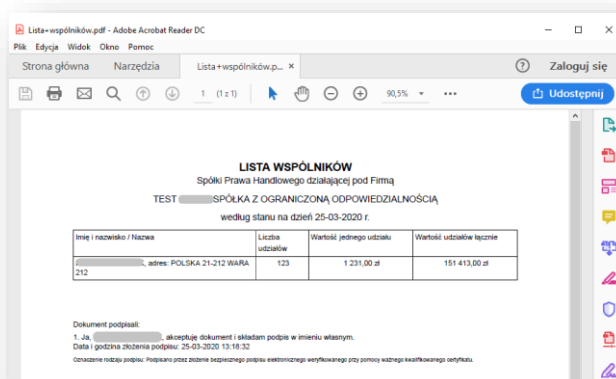 Lista+wspólników.pdf - Adobe Acrobat Reader DC
Plik Edycja Widok Okno Pomoc
Strona główna Narzędzia Lista+wspólników.p... × Zaloguj się
1 (1 z 1) 90,5% Udostępnij
LISTA WSPÓLNIKÓW
Spółki Prawa Handlowego działającej pod Firmą
TEST SPÓŁKA Z OGRANICZONĄ ODPOWIEDZIALNOŚCIĄ
według stanu na dzień 25-03-2020 r.
Imię i nazwisko / Nazwa Liczba udziałów Wartość jednego udziału Wartość udziałów łącznie
, adres: POLSKA 21-212 WARA 123 1 231,00 zł 151 413,00 zł
212
Dokument podpisali:
1. Ja, , akceptuję dokument i składam podpis w imieniu własnym.
Data i godzina złożenia podpisu: 25-03-2020 13:18:32
Oznaczenie rodzaju podpisu: Podpisano przez złożenie bezpiecznego podpisu elektronicznego weryfikowanego przy pomocy ważnego kwalifikowanego certyfikatu.